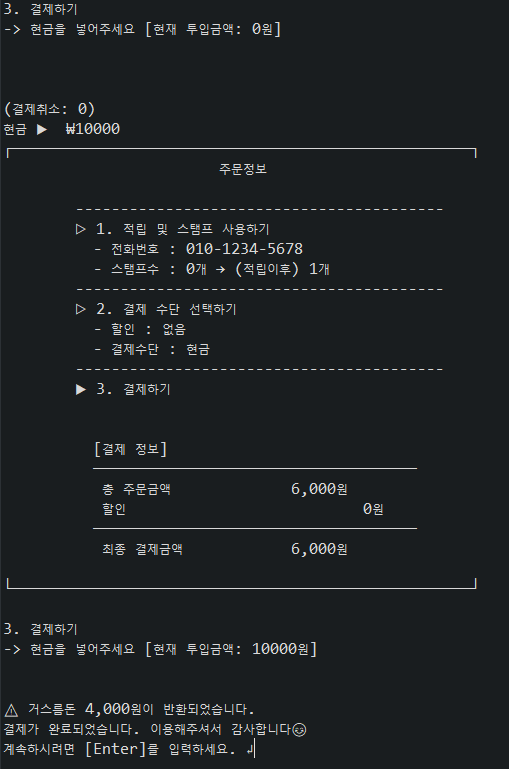 3. 결제하기
-> 현금을 넣어주세요 [현재 투입금액: 0원]
(결제취소: 0)
현금 ▶ ₩10000
주문정보
▷ 1. 적립 및 스탬프 사용하기
- 전화번호 : 010-1234-5678
- 스탬프수 : 0개 → (적립이후) 1개
▷ 2. 결제 수단 선택하기
- 할인 : 없음
- 결제수단 : 현금
▶ 3. 결제하기
[결제 정보]
총 주문금액 6,000원
할인 0원
최종 결제금액 6,000원
3. 결제하기
-> 현금을 넣어주세요 [현재 투입금액: 10000원]
⚠ 거스름돈 4,000원이 반환되었습니다.
결제가 완료되었습니다. 이용해주셔서 감사합니다😋
계속하시려면 [Enter]를 입력하세요. ↲